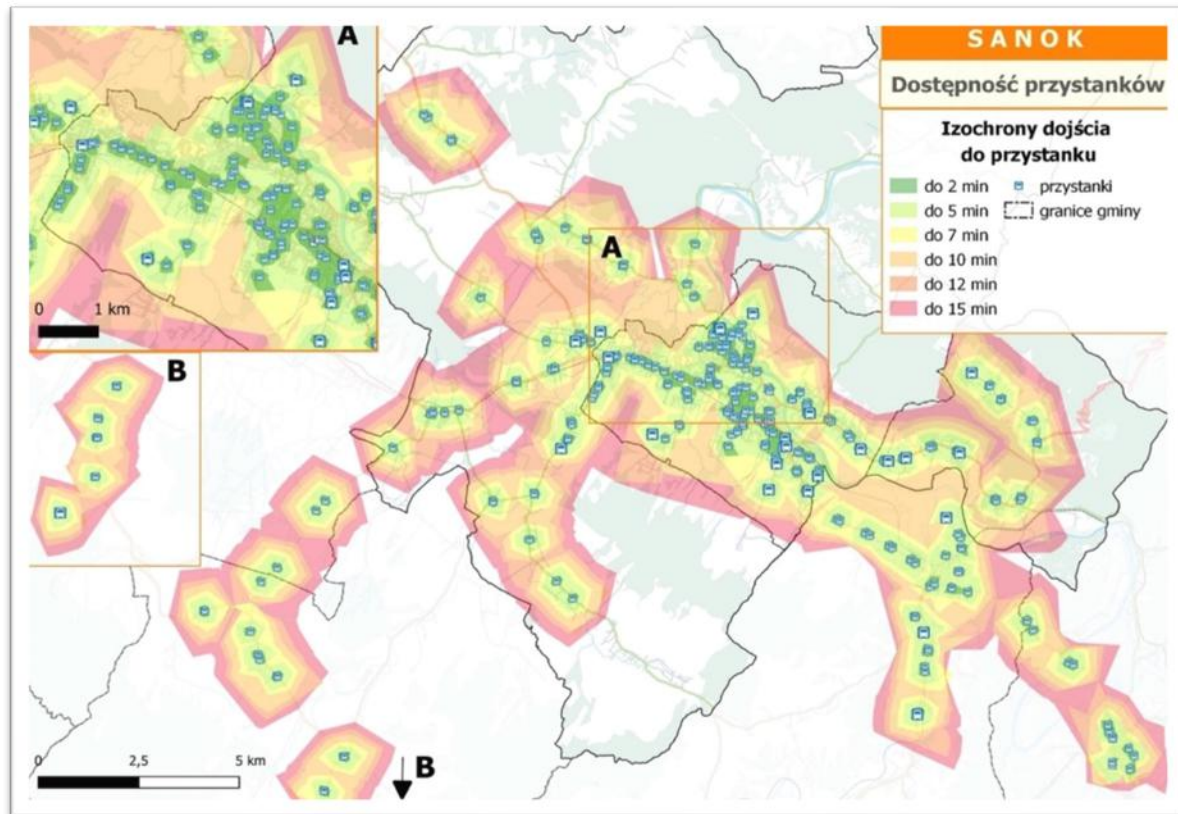 A
SANOK
Dostępność przystanków
Izochrony dojścia
do przystanku
do 2 min
do 5 min
do 7 min
do 10 min
do 12 min
do 15 min
przystanki
granice gminy
A
0 1 km
B
0 2,5 5 km
B